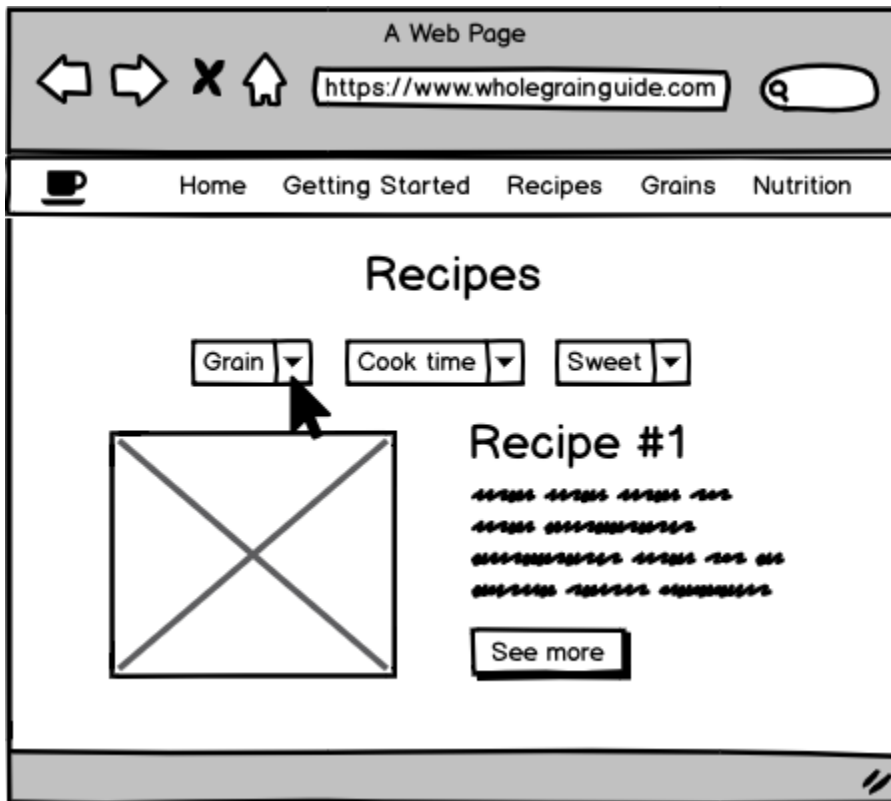 A Web Page
https://www.wholegrainguide.com
Home Getting Started Recipes Grains Nutrition
Recipes
Grain Cook time Sweet
Recipe #1
See more